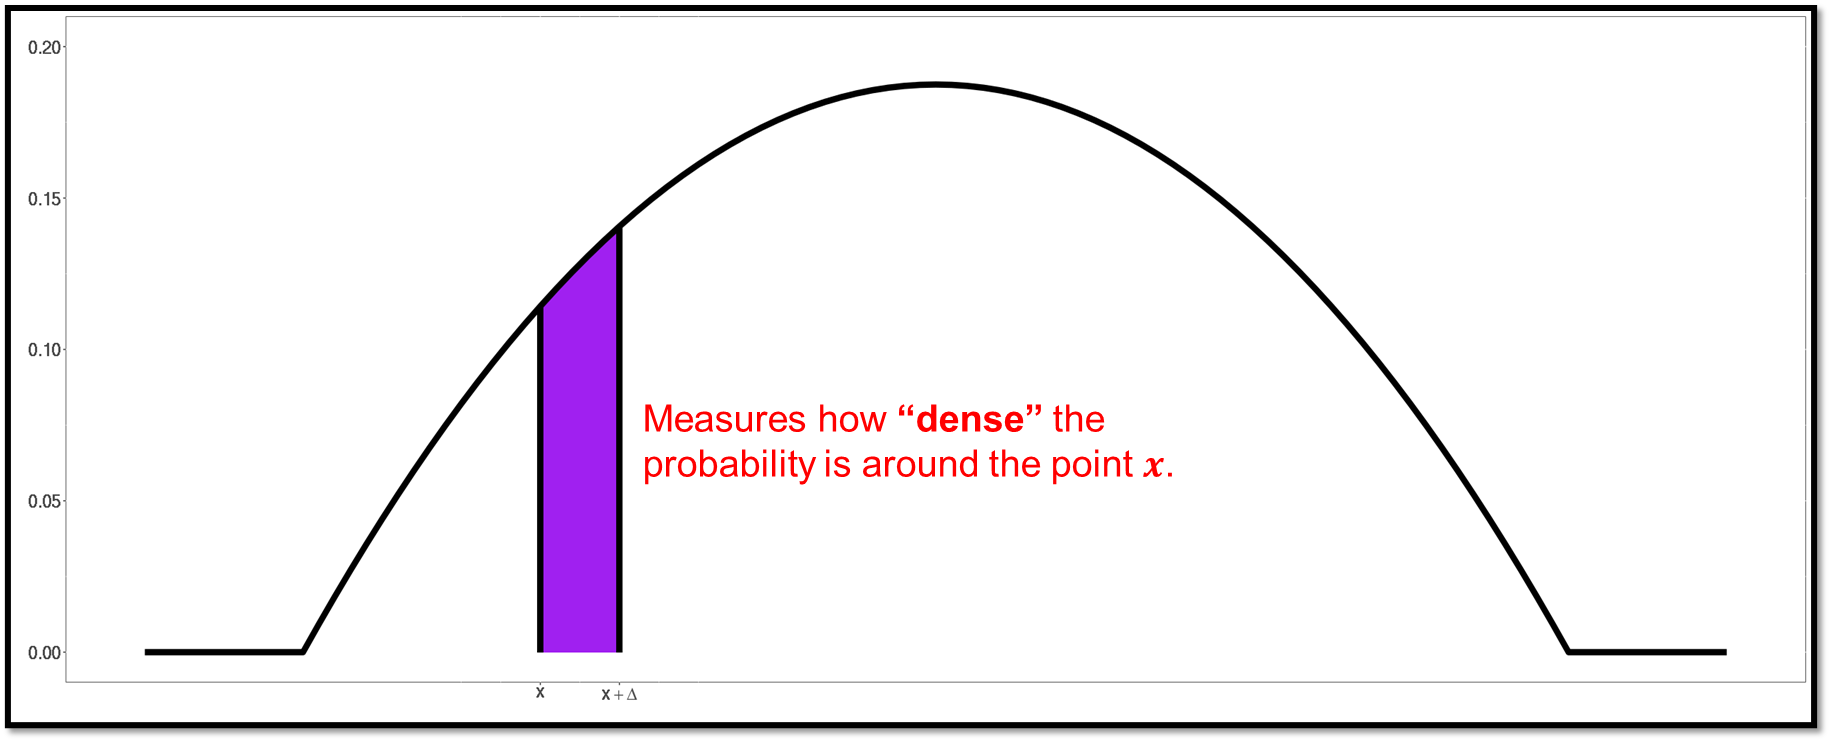 0.20
0.15
0.10
Measures how “dense” the
probability is around the point x.
0.05
0.00
x
x + Δ